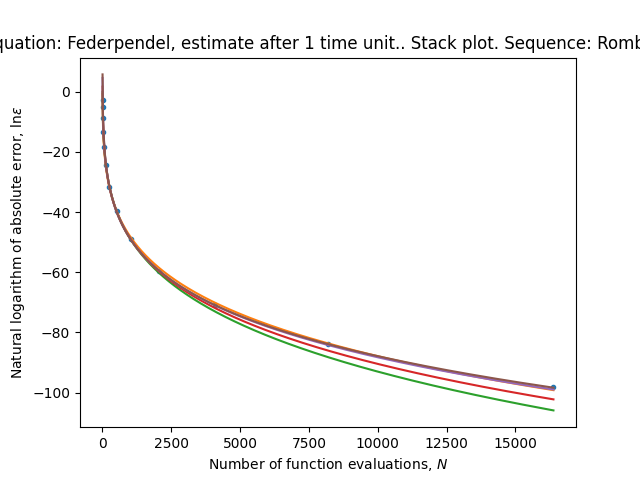 quation: Federpendel, estimate after 1 time unit.. Stack plot. Sequence: Romb
Natural logarithm of absolute error, lnε
0
−20
−40
−60
−80
−100
0 2500 5000 7500 10000 12500 15000
Number of function evaluations, N